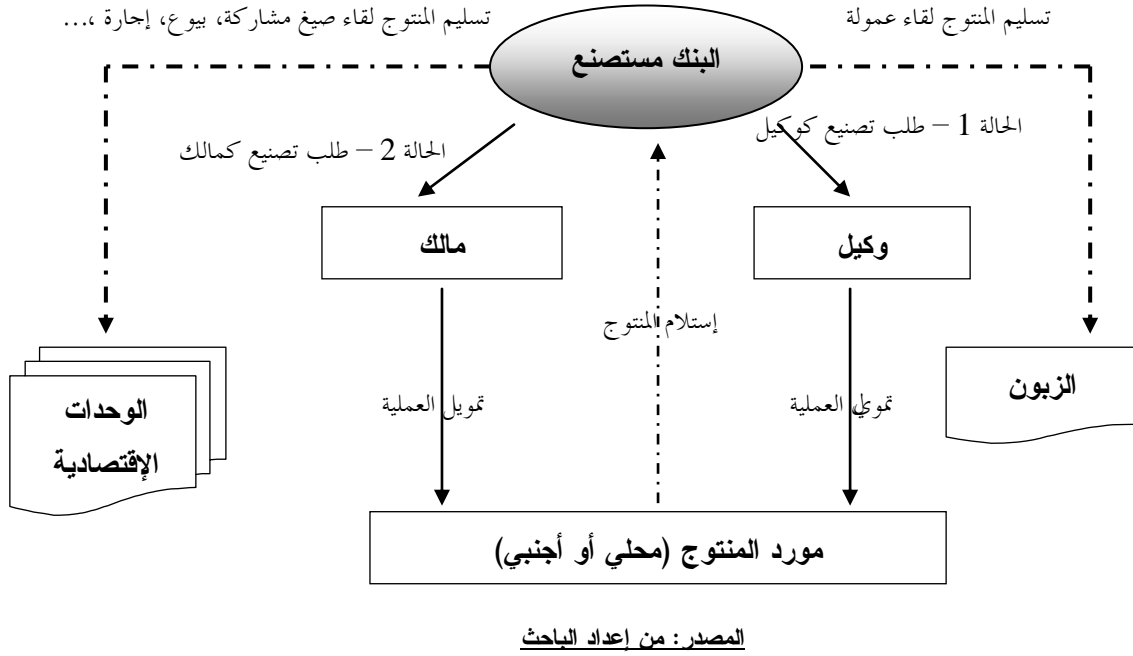 تسليم المنتوج لقاء عمولة
تسليم المنتوج لقاء صيغ مشاركة، بيوع، إجارة ،...
البنك مستصنع
الحالة 1 – طلب تصنيع كوكيل
الحالة 2 – طلب تصنيع كمالك
وكيل
مالك
إستلام المنتوج
الزبون
الوحدات
الإقتصادية
تمويل العملية
تمويل العملية
مورد المنتوج (محلي أو أجنبي)
المصدر: من إعداد الباحث